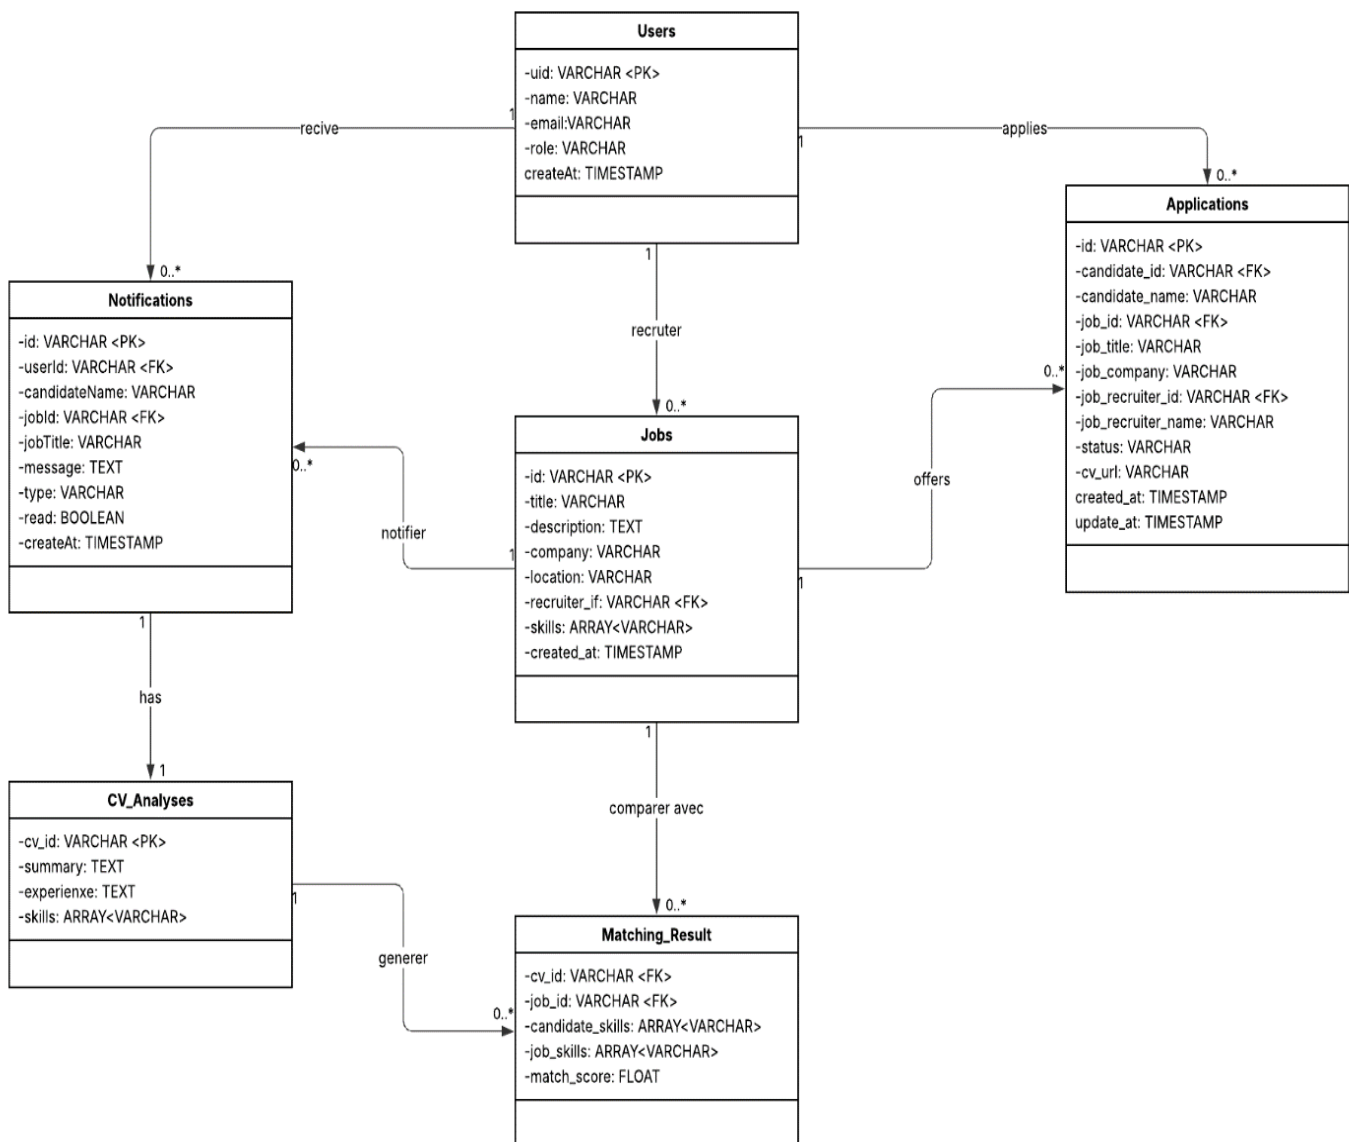 Users
-uid: VARCHAR <PK>
-name: VARCHAR
-email:VARCHAR
-role: VARCHAR
createAt: TIMESTAMP
1
recive
0..*
1
applies
0..*
1
recruter
0..*
Applications
-id: VARCHAR <PK>
-candidate_id: VARCHAR <FK>
-candidate_name: VARCHAR
-job_id: VARCHAR <FK>
-job_title: VARCHAR
-job_company: VARCHAR
-job_recruiter_id: VARCHAR <FK>
-job_recruiter_name: VARCHAR
-status: VARCHAR
-cv_url: VARCHAR
created_at: TIMESTAMP
update_at: TIMESTAMP
Notifications
-id: VARCHAR <PK>
-userId: VARCHAR <FK>
-candidateName: VARCHAR
-jobId: VARCHAR <FK>
-jobTitle: VARCHAR
-message: TEXT
-type: VARCHAR
-read: BOOLEAN
-createAt: TIMESTAMP
Jobs
-id: VARCHAR <PK>
-title: VARCHAR
-description: TEXT
-company: VARCHAR
-location: VARCHAR
-recruiter_if: VARCHAR <FK>
-skills: ARRAY<VARCHAR>
-created_at: TIMESTAMP
1
notifier
0..*
1
offers
0..*
1
has
1
1
comparer avec
0..*
CV_Analyses
-cv_id: VARCHAR <PK>
-summary: TEXT
-experienxe: TEXT
-skills: ARRAY<VARCHAR>
1
generer
0..*
Matching_Result
-cv_id: VARCHAR <FK>
-job_id: VARCHAR <FK>
-candidate_skills: ARRAY<VARCHAR>
-job_skills: ARRAY<VARCHAR>
-match_score: FLOAT